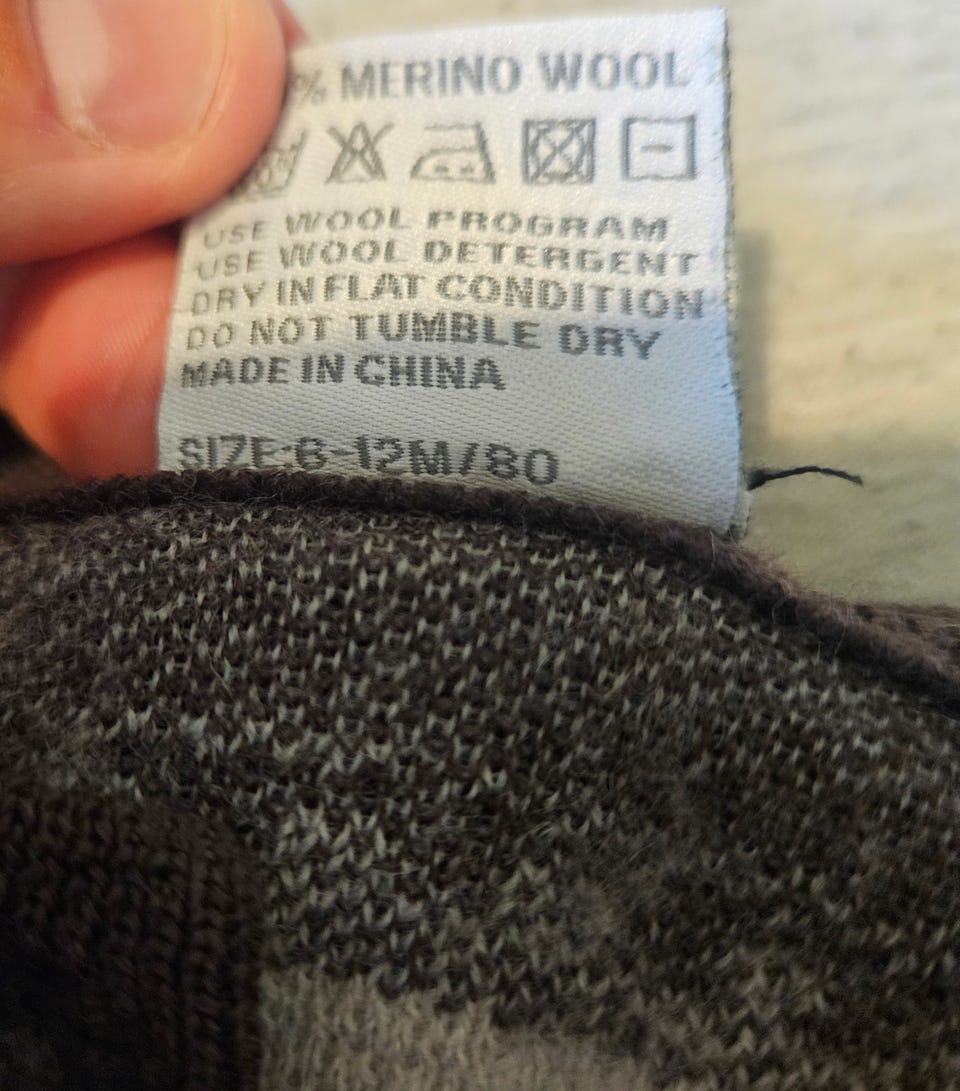 % MERINO WOOL
USE WOOL PROGRAM
USE WOOL DETERGENT
DRY IN FLAT CONDITION
DO NOT TUMBLE DRY
MADE IN CHINA
SIZE:6-12M/80